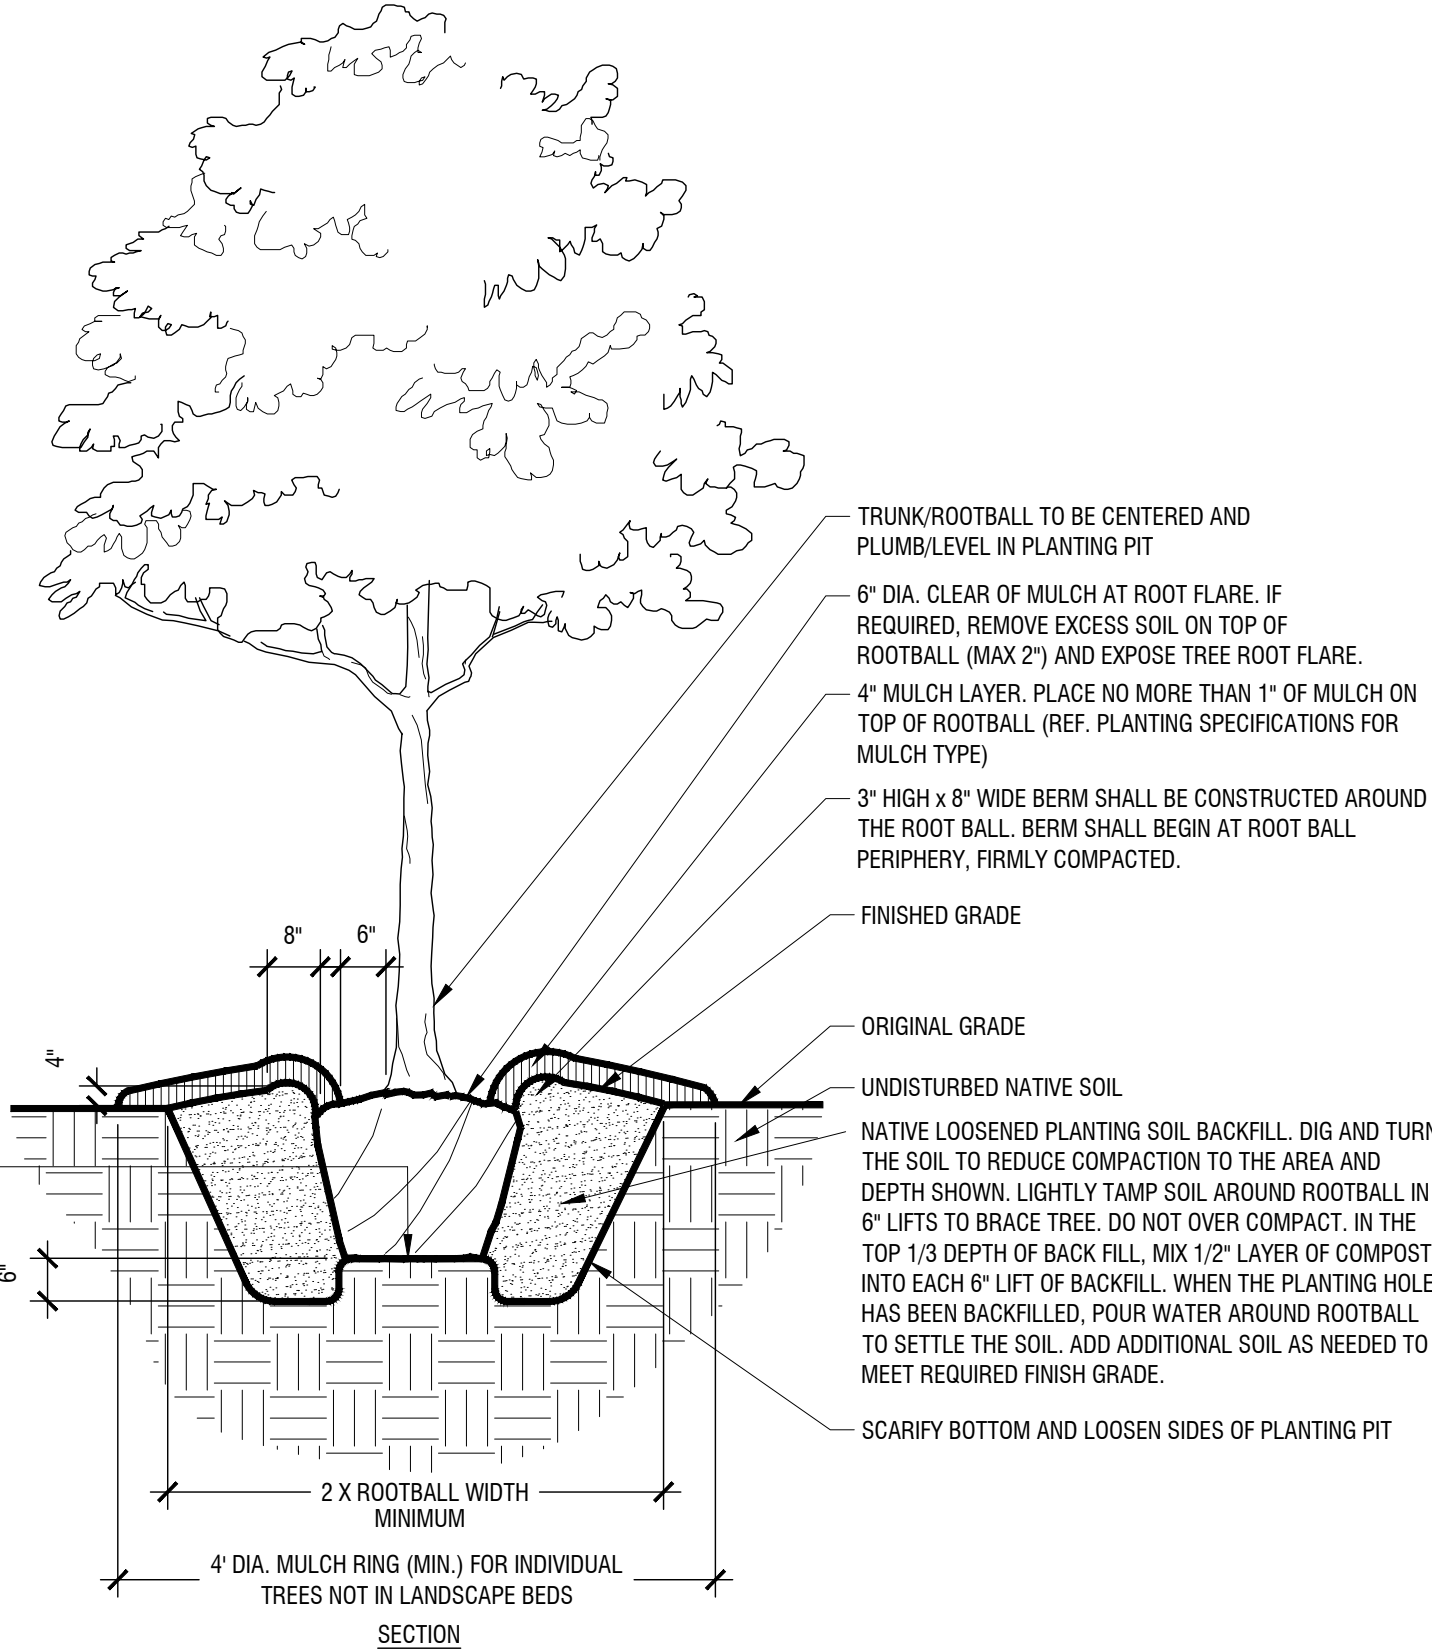 TRUNK/ROOTBALL TO BE CENTERED AND
PLUMB/LEVEL IN PLANTING PIT
6" DIA. CLEAR OF MULCH AT ROOT FLARE. IF
REQUIRED, REMOVE EXCESS SOIL ON TOP OF
ROOTBALL (MAX 2") AND EXPOSE TREE ROOT FLARE.
4" MULCH LAYER. PLACE NO MORE THAN 1" OF MULCH ON
TOP OF ROOTBALL (REF. PLANTING SPECIFICATIONS FOR
MULCH TYPE)
3" HIGH x 8" WIDE BERM SHALL BE CONSTRUCTED AROUND
THE ROOT BALL. BERM SHALL BEGIN AT ROOT BALL
PERIPHERY, FIRMLY COMPACTED.
FINISHED GRADE
8"
6"
ORIGINAL GRADE
4"
UNDISTURBED NATIVE SOIL
NATIVE LOOSENED PLANTING SOIL BACKFILL. DIG AND TURN
THE SOIL TO REDUCE COMPACTION TO THE AREA AND
DEPTH SHOWN. LIGHTLY TAMP SOIL AROUND ROOTBALL IN
6" LIFTS TO BRACE TREE. DO NOT OVER COMPACT. IN THE
TOP 1/3 DEPTH OF BACK FILL, MIX 1/2" LAYER OF COMPOST
INTO EACH 6" LIFT OF BACKFILL. WHEN THE PLANTING HOLE
HAS BEEN BACKFILLED, POUR WATER AROUND ROOTBALL
TO SETTLE THE SOIL. ADD ADDITIONAL SOIL AS NEEDED TO
MEET REQUIRED FINISH GRADE.
6"
SCARIFY BOTTOM AND LOOSEN SIDES OF PLANTING PIT
2 X ROOTBALL WIDTH
MINIMUM
4' DIA. MULCH RING (MIN.) FOR INDIVIDUAL
TREES NOT IN LANDSCAPE BEDS
SECTION